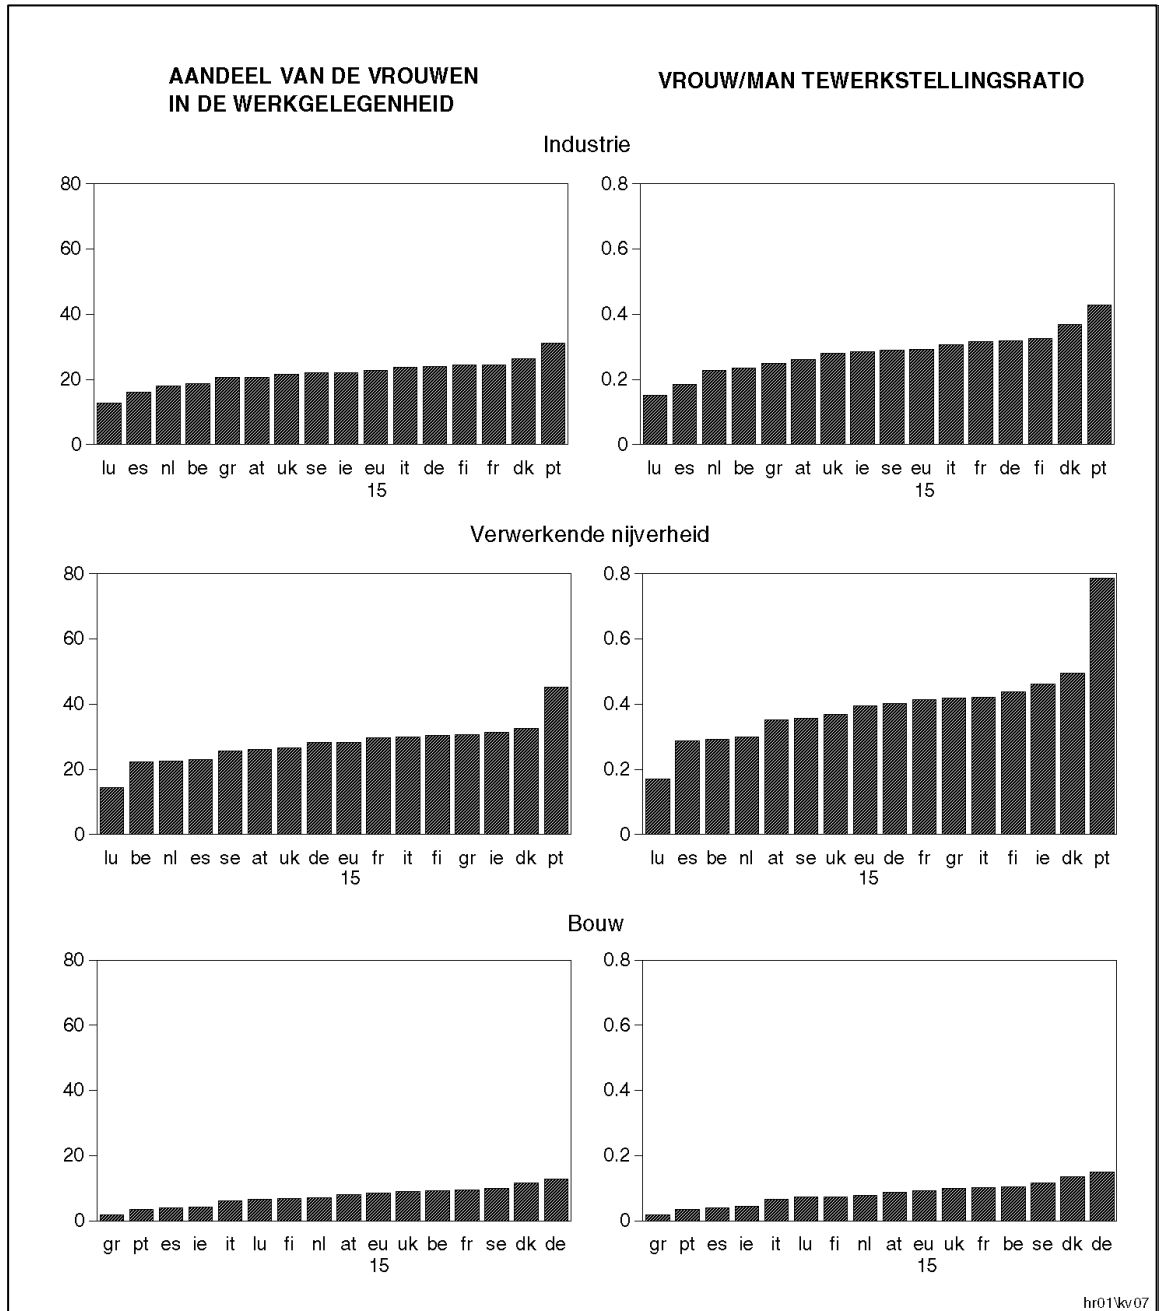 AANDEEL VAN DE VROUWEN
IN DE WERKGELEGENHEID
VROUW/MAN TEWERKSTELLINGSRATIO
Industrie
80
60
40
20
0
lu es nl be gr at uk se ie eu it de fi fr dk pt
15
0.8
0.6
0.4
0.2
0
lu es nl be gr at uk ie se eu it fr de fi dk pt
15
Verwerkende nijverheid
80
60
40
20
0
lu be nl es se at uk de eu fr it fi gr ie dk pt
15
0.8
0.6
0.4
0.2
0
lu es be nl at se uk eu de fr gr it fi ie dk pt
15
Bouw
80
60
40
20
0
gr pt es ie it lu fi nl at eu uk be fr se dk de
15
0.8
0.6
0.4
0.2
0
gr pt es ie it lu fi nl at eu uk fr be se dk de
15
hr01\kv07